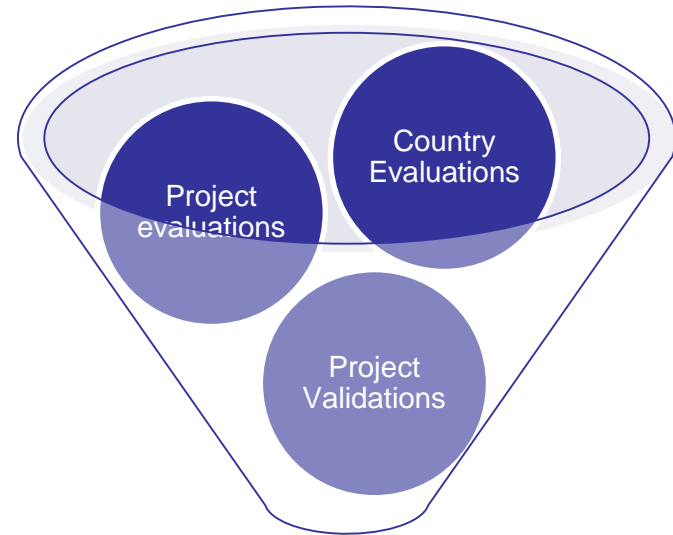 Country
Evaluations
Project
evaluations
Project
Validations